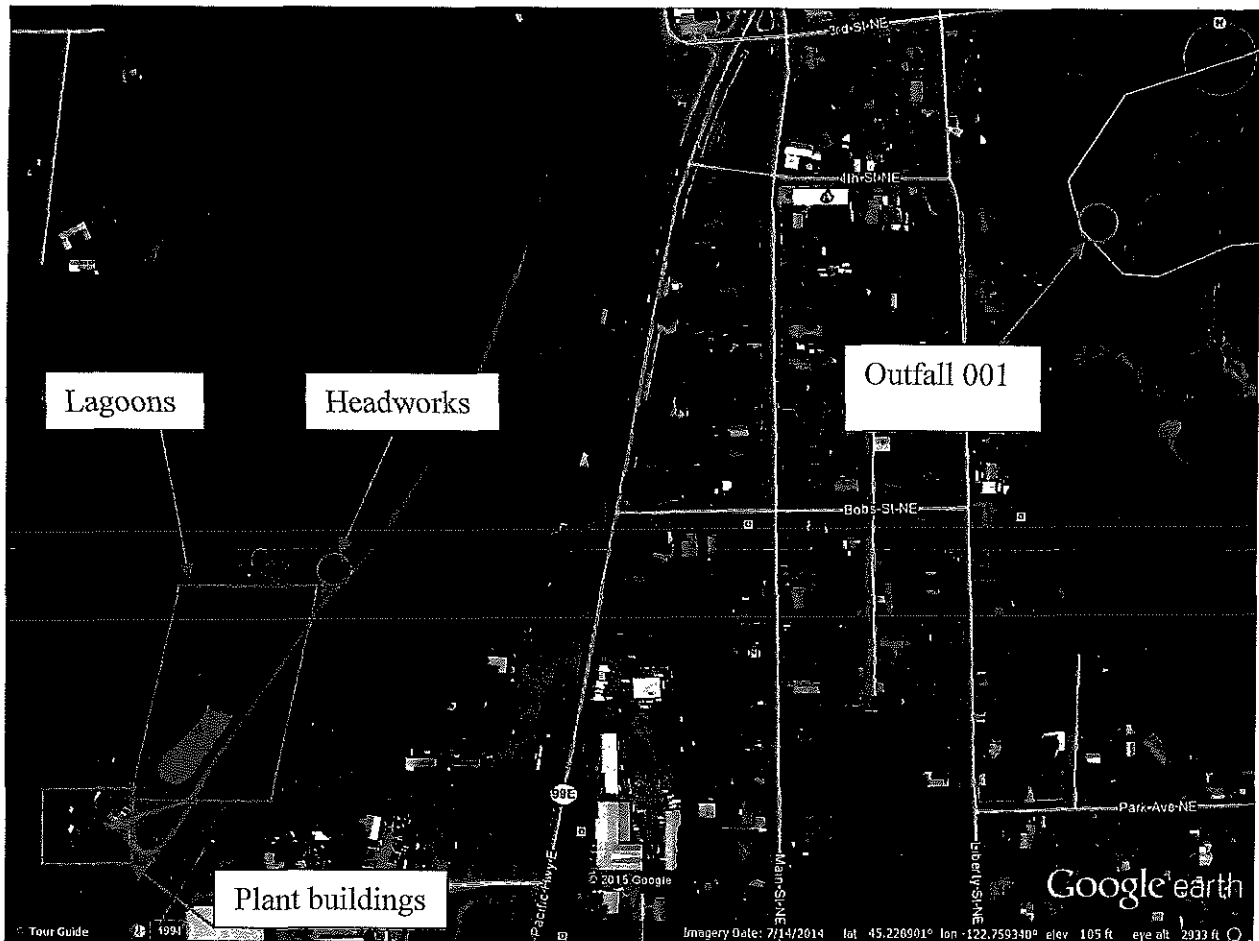 3rd-St-NE
4th-St-NE
Lagoons
Headworks
Outfall 001
Bobs-St-NE
99E
Park-Ave-NE
Pacific-Hwy-E
Main-St-NE
Liberty-St-NE
© 2015 Google
Google earth
Plant buildings
Tour Guide
1994
Imagery Date: 7/14/2014 lat 45.226901° lon -122.759340° elev 105 ft eye alt 2933 ft